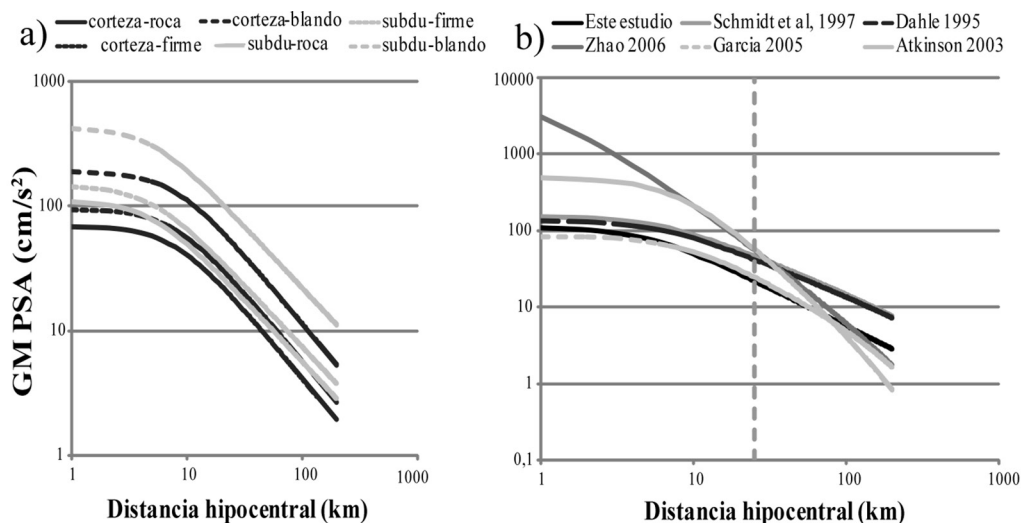 a)
corteza-roca corteza-blando
corteza-firme subdu-roca subdu-blando
subdu-firme
GM PSA (cm/s²)
1000
100
10
1
1 10 100 1000
Distancia hipocentral (km)
b)
Este estudio Schmidt et al, 1997 Dahle 1995
Zhao 2006 Garcia 2005 Atkinson 2003
10000
1000
100
10
1
0,1
1 10 100 1000
Distancia hipocentral (km)